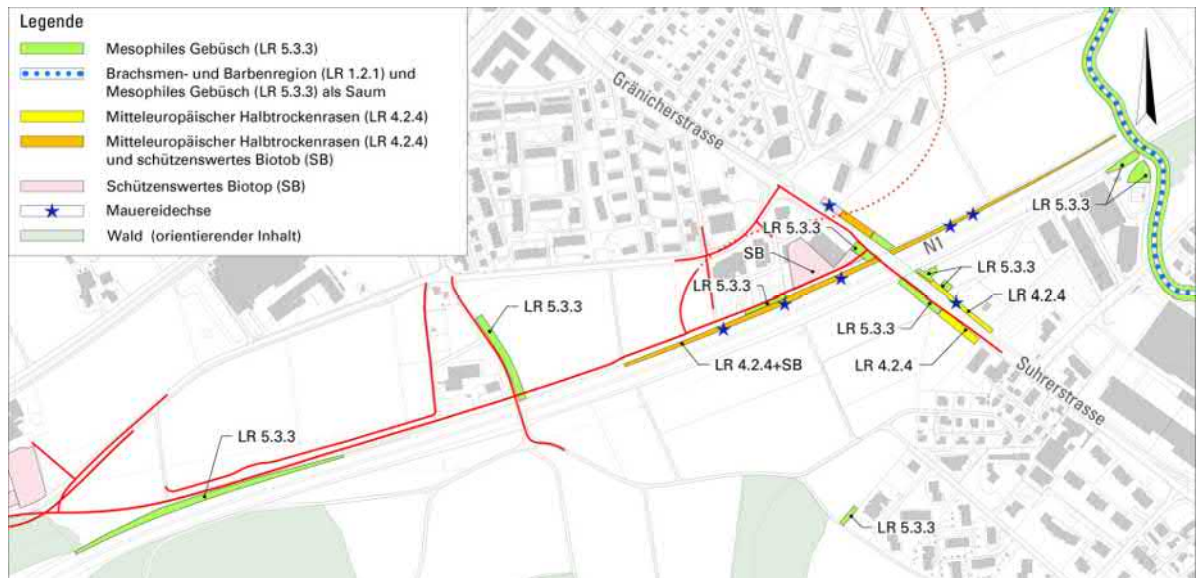 Legende
Mesophiles Gebüsch (LR 5.3.3)
Brachsmen- und Barbenregion (LR 1.2.1) und
Mesophiles Gebüsch (LR 5.3.3) als Saum
Mitteleuropäischer Halbtrockenrasen (LR 4.2.4)
Mitteleuropäischer Halbtrockenrasen (LR 4.2.4)
und schützenswertes Biotob (SB)
Schützenswertes Biotop (SB)
Mauereidechse
Wald (orientierender Inhalt)
Gränicherstrasse
LR 5.3.3
LR 5.3.3
SB
N1
LR 5.3.3
LR 5.3.3
LR 4.2.4
LR 5.3.3
LR 5.3.3
LR 4.2.4+SB
LR 4.2.4
Suhrerstrasse
LR 5.3.3
LR 5.3.3